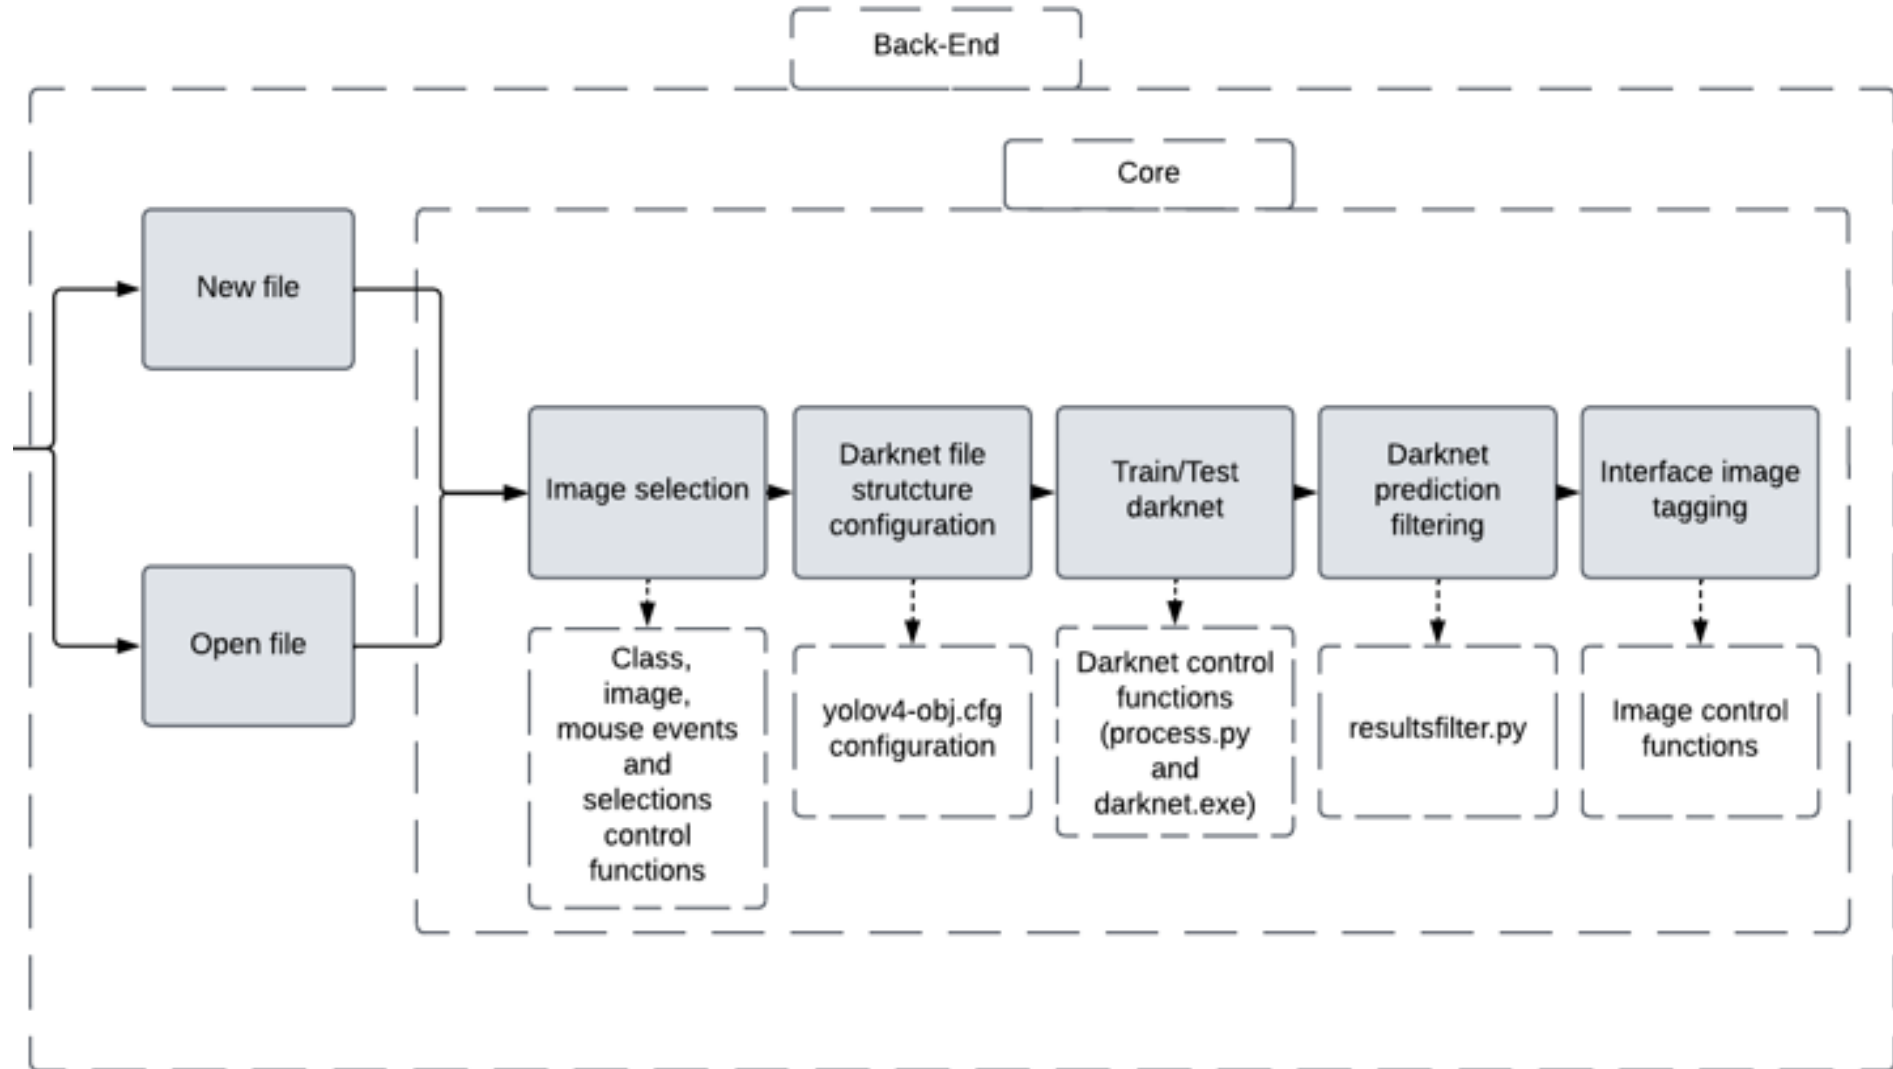 Back-End
Core
New file
Open file
Image selection
Darknet file
strutcture
configuration
Train/Test
darknet
Darknet
prediction
filtering
Interface image
tagging
Class,
image,
mouse events
and
selections
control
functions
yolov4-obj.cfg
configuration
Darknet control
functions
(process.py
and
darknet.exe)
resultsfilter.py
Image control
functions